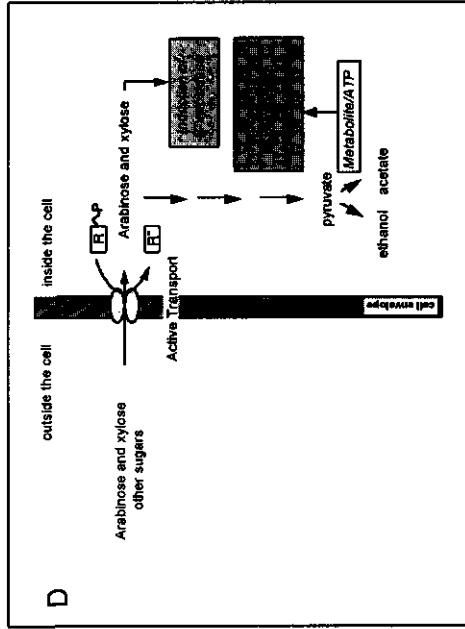 D
outside the cell
inside the cell
R~P
Arabinose and xylose
Arabinose and xylose
other sugars
R-
Active Transport
pyruvate
Metabolite/ATP
ethanol acetate
cell envelope